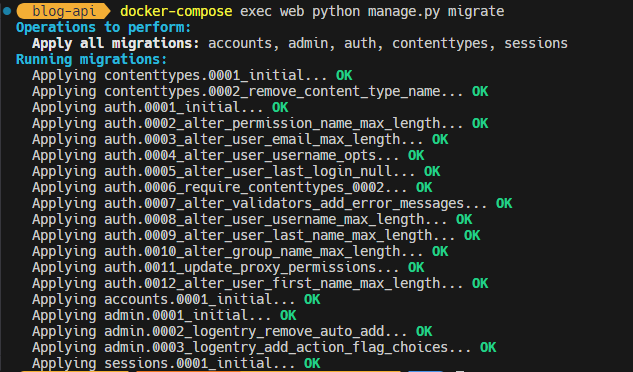 blog-api docker-compose exec web python manage.py migrate
Operations to perform:
Apply all migrations: accounts, admin, auth, contenttypes, sessions
Running migrations:
Applying contenttypes.0001_initial... OK
Applying contenttypes.0002_remove_content_type_name... OK
Applying auth.0001_initial... OK
Applying auth.0002_alter_permission_name_max_length... OK
Applying auth.0003_alter_user_email_max_length... OK
Applying auth.0004_alter_user_username_opts... OK
Applying auth.0005_alter_user_last_login_null... OK
Applying auth.0006_require_contenttypes_0002... OK
Applying auth.0007_alter_validators_add_error_messages... OK
Applying auth.0008_alter_user_username_max_length... OK
Applying auth.0009_alter_user_last_name_max_length... OK
Applying auth.0010_alter_group_name_max_length... OK
Applying auth.0011_update_proxy_permissions... OK
Applying auth.0012_alter_user_first_name_max_length... OK
Applying accounts.0001_initial... OK
Applying admin.0001_initial... OK
Applying admin.0002_logentry_remove_auto_add... OK
Applying admin.0003_logentry_add_action_flag_choices... OK
Applying sessions.0001_initial... OK